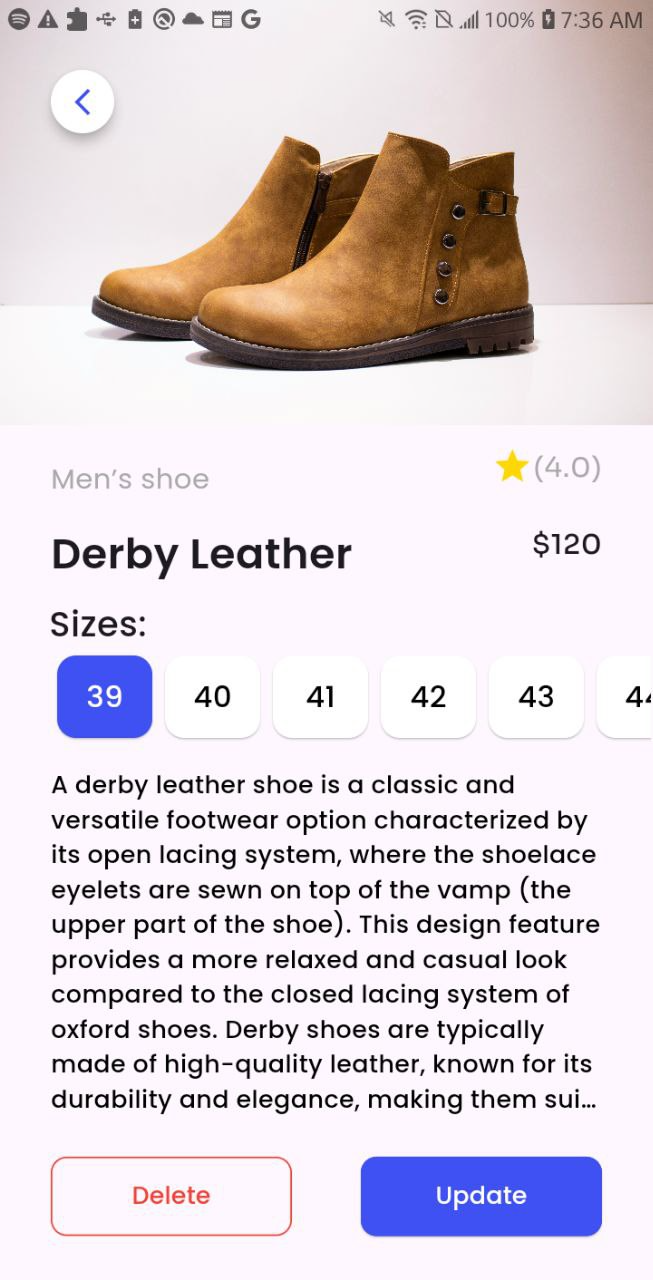 100% 7:36 AM
Men’s shoe
(4.0)
Derby Leather
$120
Sizes:
39 40 41 42 43
A derby leather shoe is a classic and
versatile footwear option characterized by
its open lacing system, where the shoelace
eyelets are sewn on top of the vamp (the
upper part of the shoe). This design feature
provides a more relaxed and casual look
compared to the closed lacing system of
oxford shoes. Derby shoes are typically
made of high-quality leather, known for its
durability and elegance, making them sui...
Delete Update